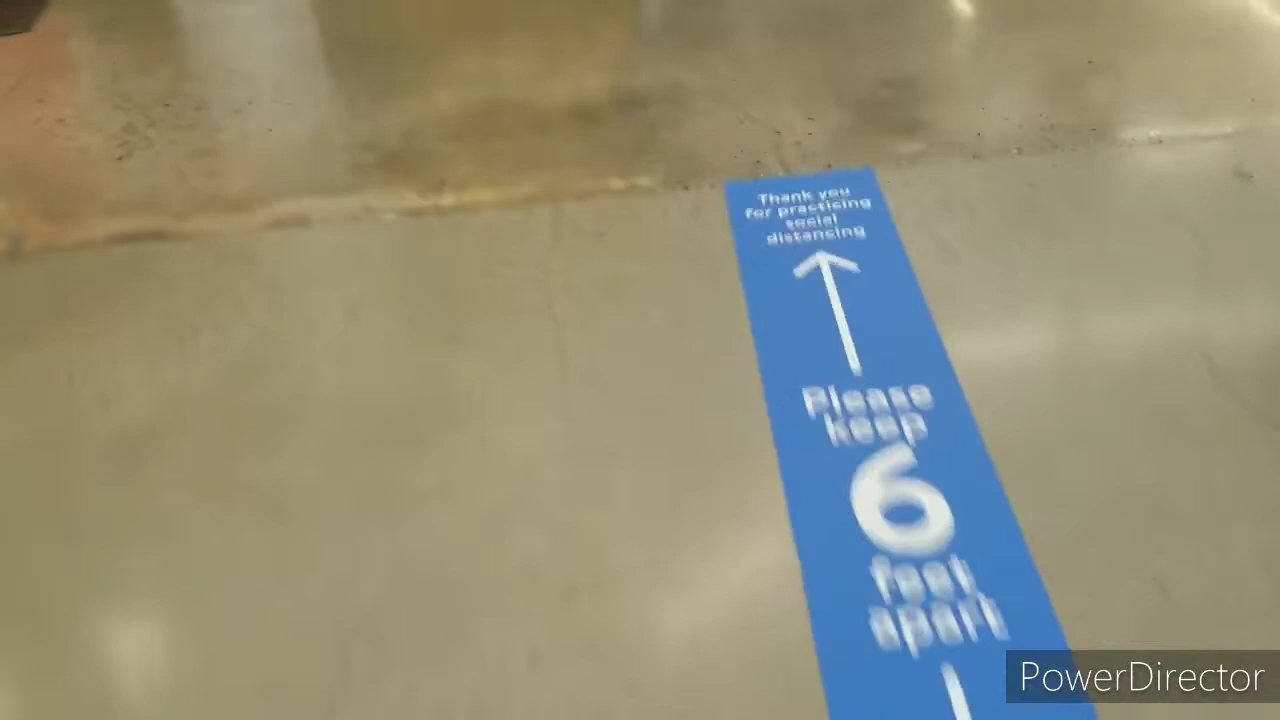 Thank you
for practicing
social
distancing
Please
keep
6
feet
apart
PowerDirector